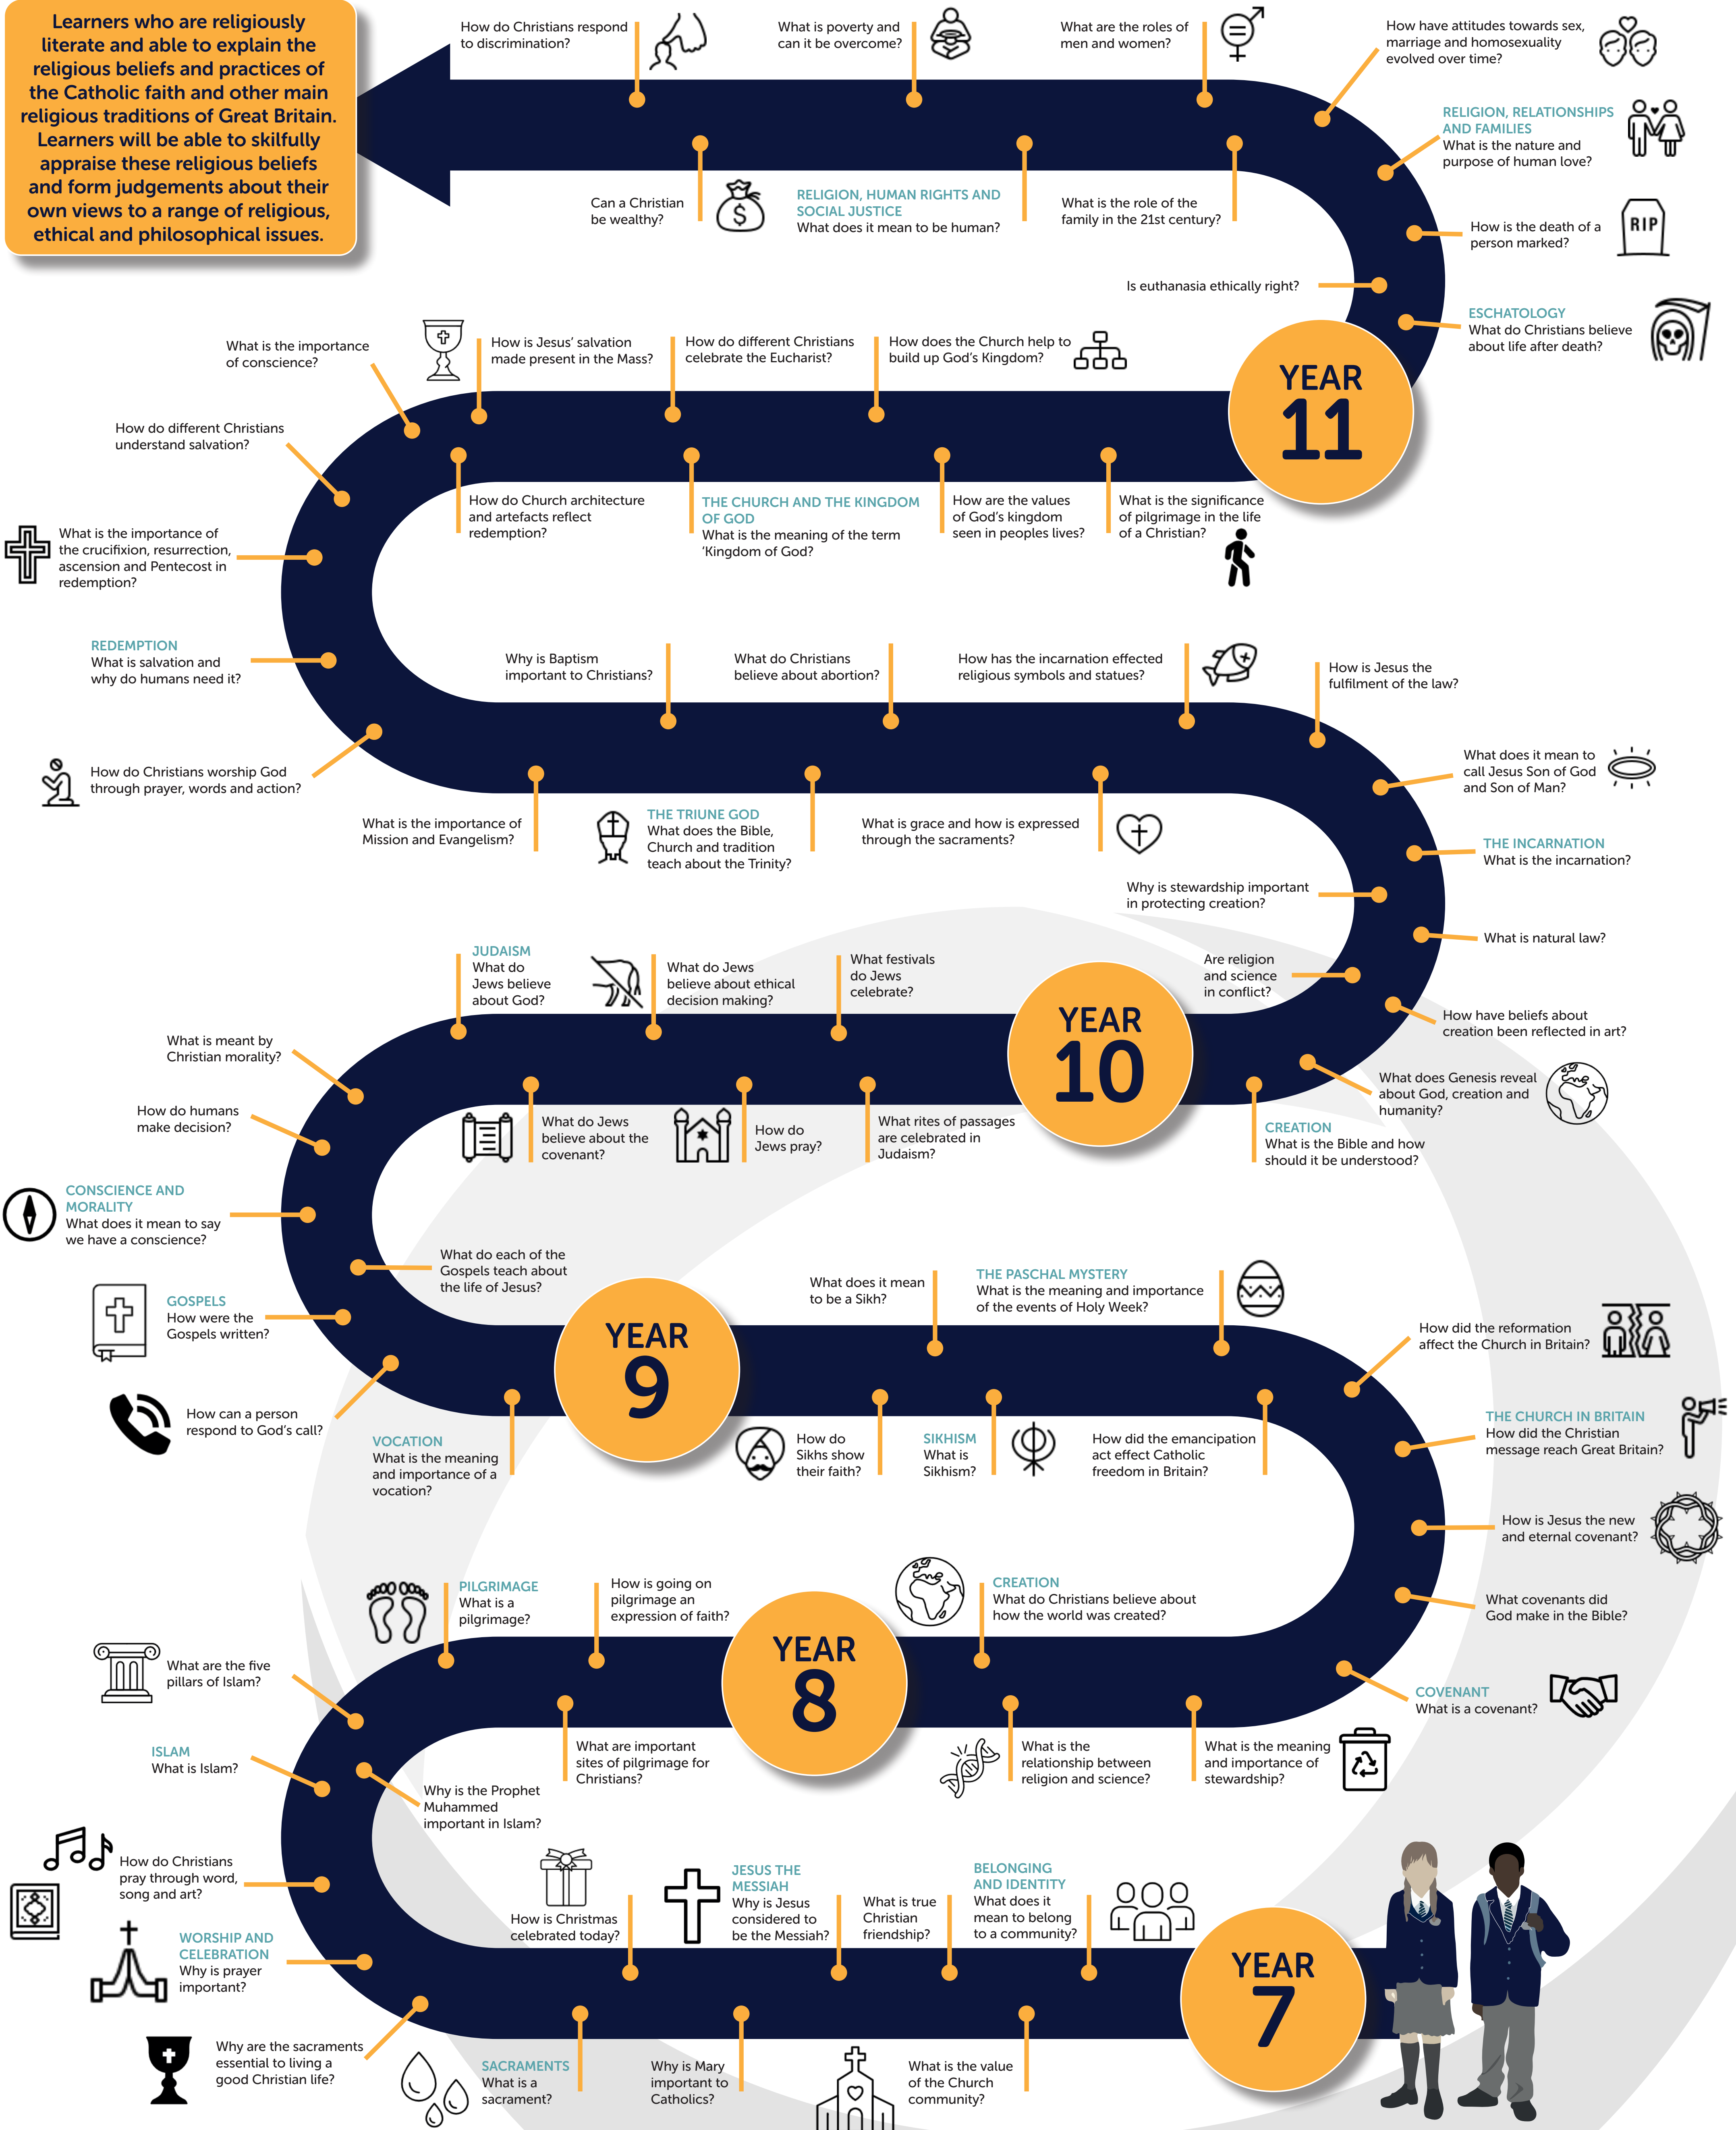 Learners who are religiously
literate and able to explain the
religious beliefs and practices of
the Catholic faith and other main
religious traditions of Great Britain.
Learners will be able to skilfully
appraise these religious beliefs
and form judgements about their
own views to a range of religious,
ethical and philosophical issues.
How do Christians respond
to discrimination?
What is poverty and
can it be overcome?
What are the roles of
men and women?
How have attitudes towards sex,
marriage and homosexuality
evolved over time?
RELIGION, RELATIONSHIPS
AND FAMILIES
What is the nature and
purpose of human love?
Can a Christian
be wealthy?
$
RELIGION, HUMAN RIGHTS AND
SOCIAL JUSTICE
What does it mean to be human?
What is the role of the
family in the 21st century?
How is the death of a
person marked?
RIP
Is euthanasia ethically right?
ESCHATOLOGY
What do Christians believe
about life after death?
YEAR
11
What is the importance
of conscience?
How is Jesus’ salvation
made present in the Mass?
How do different Christians
celebrate the Eucharist?
How does the Church help to
build up God’s Kingdom?
How do different Christians
understand salvation?
How do Church architecture
and artefacts reflect
redemption?
THE CHURCH AND THE KINGDOM
OF GOD
What is the meaning of the term
‘Kingdom of God?
How are the values
of God’s kingdom
seen in peoples lives?
What is the significance
of pilgrimage in the life
of a Christian?
What is the importance of
the crucifixion, resurrection,
ascension and Pentecost in
redemption?
REDEMPTION
What is salvation and
why do humans need it?
Why is Baptism
important to Christians?
What do Christians
believe about abortion?
How has the incarnation effected
religious symbols and statues?
How is Jesus the
fulfilment of the law?
How do Christians worship God
through prayer, words and action?
What is the importance of
Mission and Evangelism?
THE TRIUNE GOD
What does the Bible,
Church and tradition
teach about the Trinity?
What is grace and how is expressed
through the sacraments?
What does it mean to
call Jesus Son of God
and Son of Man?
THE INCARNATION
What is the incarnation?
Why is stewardship important
in protecting creation?
What is natural law?
Are religion
and science
in conflict?
How have beliefs about
creation been reflected in art?
What does Genesis reveal
about God, creation and
humanity?
CREATION
What is the Bible and how
should it be understood?
YEAR
10
JUDAISM
What do
Jews believe
about God?
What do Jews
believe about ethical
decision making?
What festivals
do Jews
celebrate?
What is meant by
Christian morality?
How do humans
make decision?
What do Jews
believe about the
covenant?
How do
Jews pray?
What rites of passages
are celebrated in
Judaism?
CONSCIENCE AND
MORALITY
What does it mean to say
we have a conscience?
What do each of the
Gospels teach about
the life of Jesus?
GOSPELS
How were the
Gospels written?
How can a person
respond to God’s call?
VOCATION
What is the meaning
and importance of a
vocation?
YEAR
9
What does it mean
to be a Sikh?
THE PASCHAL MYSTERY
What is the meaning and importance
of the events of Holy Week?
How did the reformation
affect the Church in Britain?
How do
Sikhs show
their faith?
SIKHISM
What is
Sikhism?
How did the emancipation
act effect Catholic
freedom in Britain?
THE CHURCH IN BRITAIN
How did the Christian
message reach Great Britain?
How is Jesus the new
and eternal covenant?
What covenants did
God make in the Bible?
COVENANT
What is a covenant?
PILGRIMAGE
What is a
pilgrimage?
How is going on
pilgrimage an
expression of faith?
YEAR
8
CREATION
What do Christians believe about
how the world was created?
What are the five
pillars of Islam?
What are important
sites of pilgrimage for
Christians?
What is the
relationship between
religion and science?
What is the meaning
and importance of
stewardship?
ISLAM
What is Islam?
Why is the Prophet
Muhammed
important in Islam?
How do Christians
pray through word,
song and art?
How is Christmas
celebrated today?
JESUS THE
MESSIAH
Why is Jesus
considered to
be the Messiah?
What is true
Christian
friendship?
BELONGING
AND IDENTITY
What does it
mean to belong
to a community?
WORSHIP AND
CELEBRATION
Why is prayer
important?
YEAR
7
Why are the sacraments
essential to living a
good Christian life?
SACRAMENTS
What is a
sacrament?
Why is Mary
important to
Catholics?
What is the value
of the Church
community?